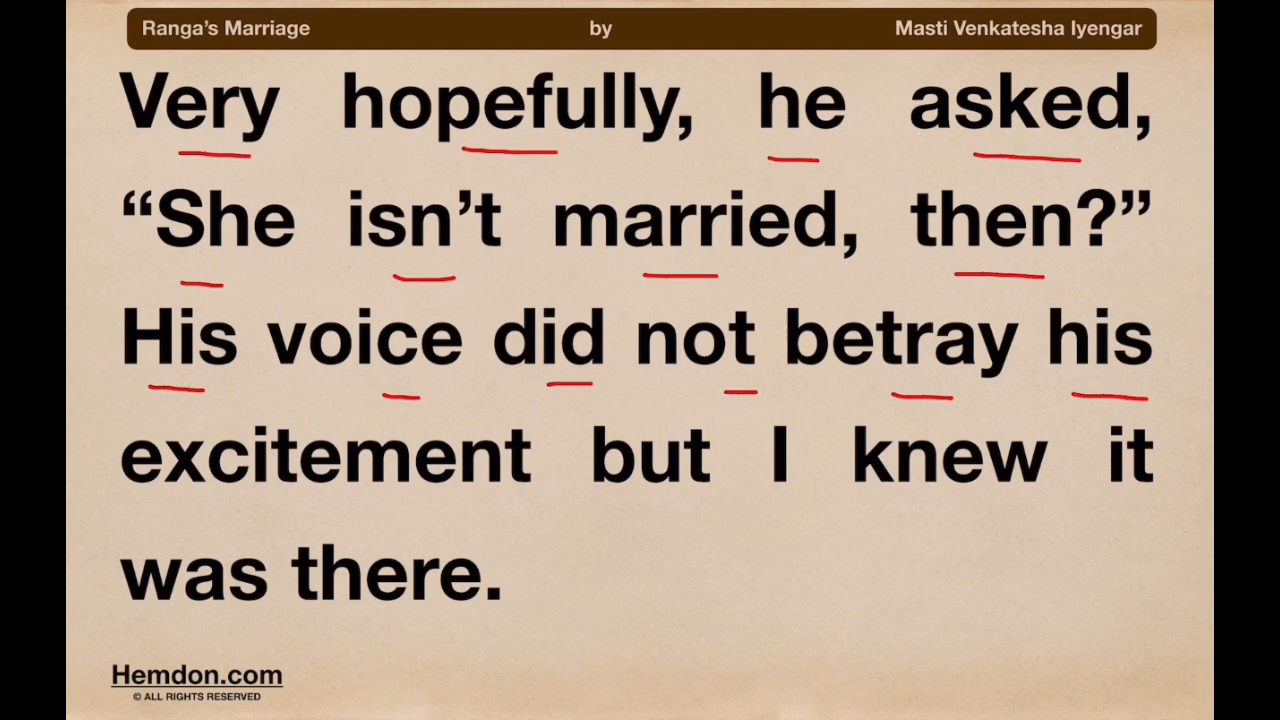 Ranga’s Marriage by Masti Venkatesha Iyengar
Very hopefully, he asked,
“She isn’t married, then?”
His voice did not betray his
excitement but I knew it
was there.
Hemdon.com
© ALL RIGHTS RESERVED